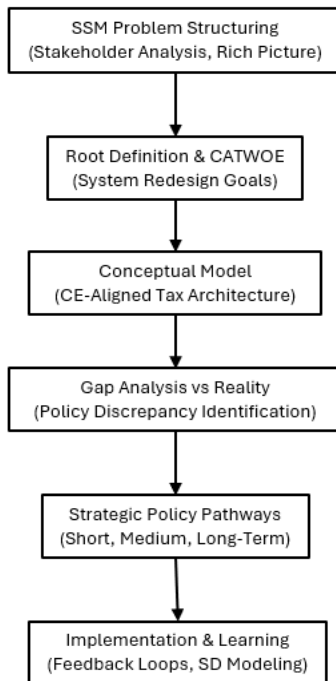 SSM Problem Structuring
(Stakeholder Analysis, Rich Picture)
Root Definition & CATWOE
(System Redesign Goals)
Conceptual Model
(CE-Aligned Tax Architecture)
Gap Analysis vs Reality
(Policy Discrepancy Identification)
Strategic Policy Pathways
(Short, Medium, Long-Term)
Implementation & Learning
(Feedback Loops, SD Modeling)